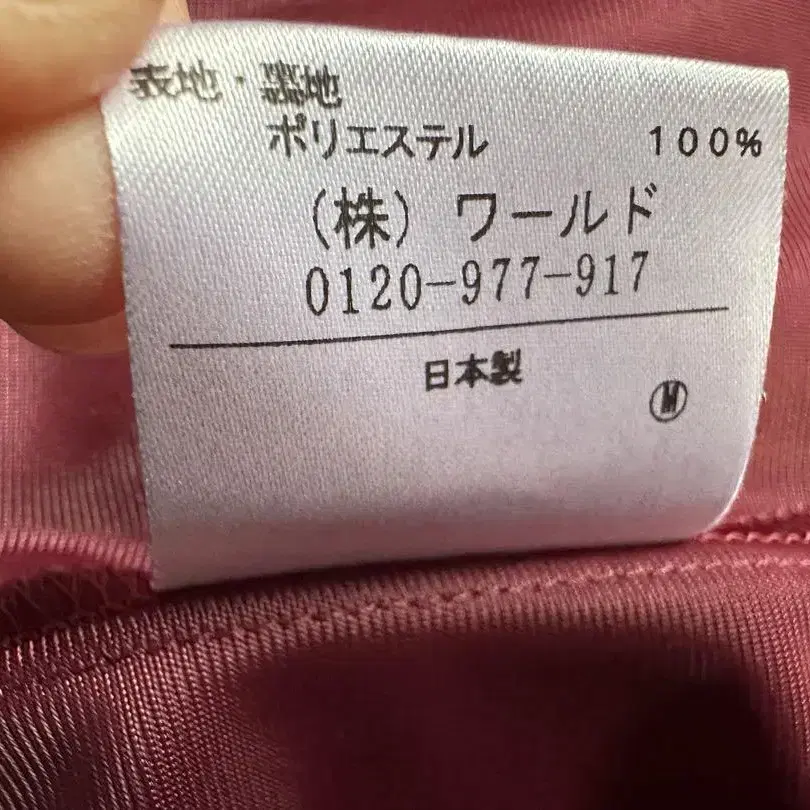 表地・裏地
ポリエステル 100%
(株) ワールド
0120-977-917
日本製
Ⓜ